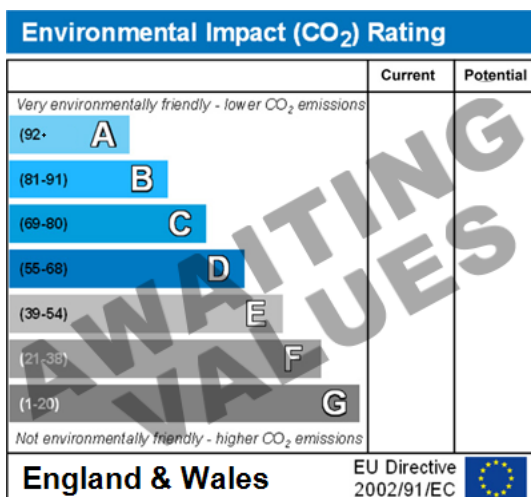 Environmental Impact (CO₂) Rating
Current Potential
Very environmentally friendly - lower CO₂ emissions
(92+ A
(81-91) B
(69-80) C
(55-68) D
(39-54) E
(21-38) F
(1-20) G
AWAITING
VALUES
Not environmentally friendly - higher CO₂ emissions
England & Wales
EU Directive
2002/91/EC